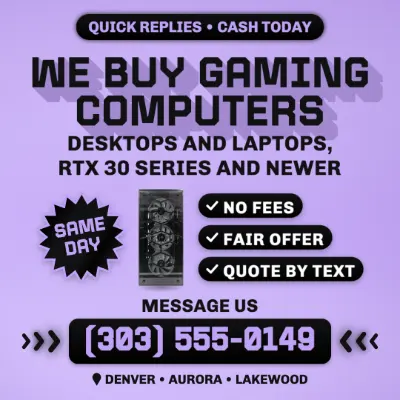 QUICK REPLIES • CASH TODAY
WE BUY GAMING
COMPUTERS
DESKTOPS AND LAPTOPS,
RTX 30 SERIES AND NEWER
SAME
DAY
NO FEES
FAIR OFFER
QUOTE BY TEXT
MESSAGE US
(303) 555-0149
DENVER • AURORA • LAKEWOOD